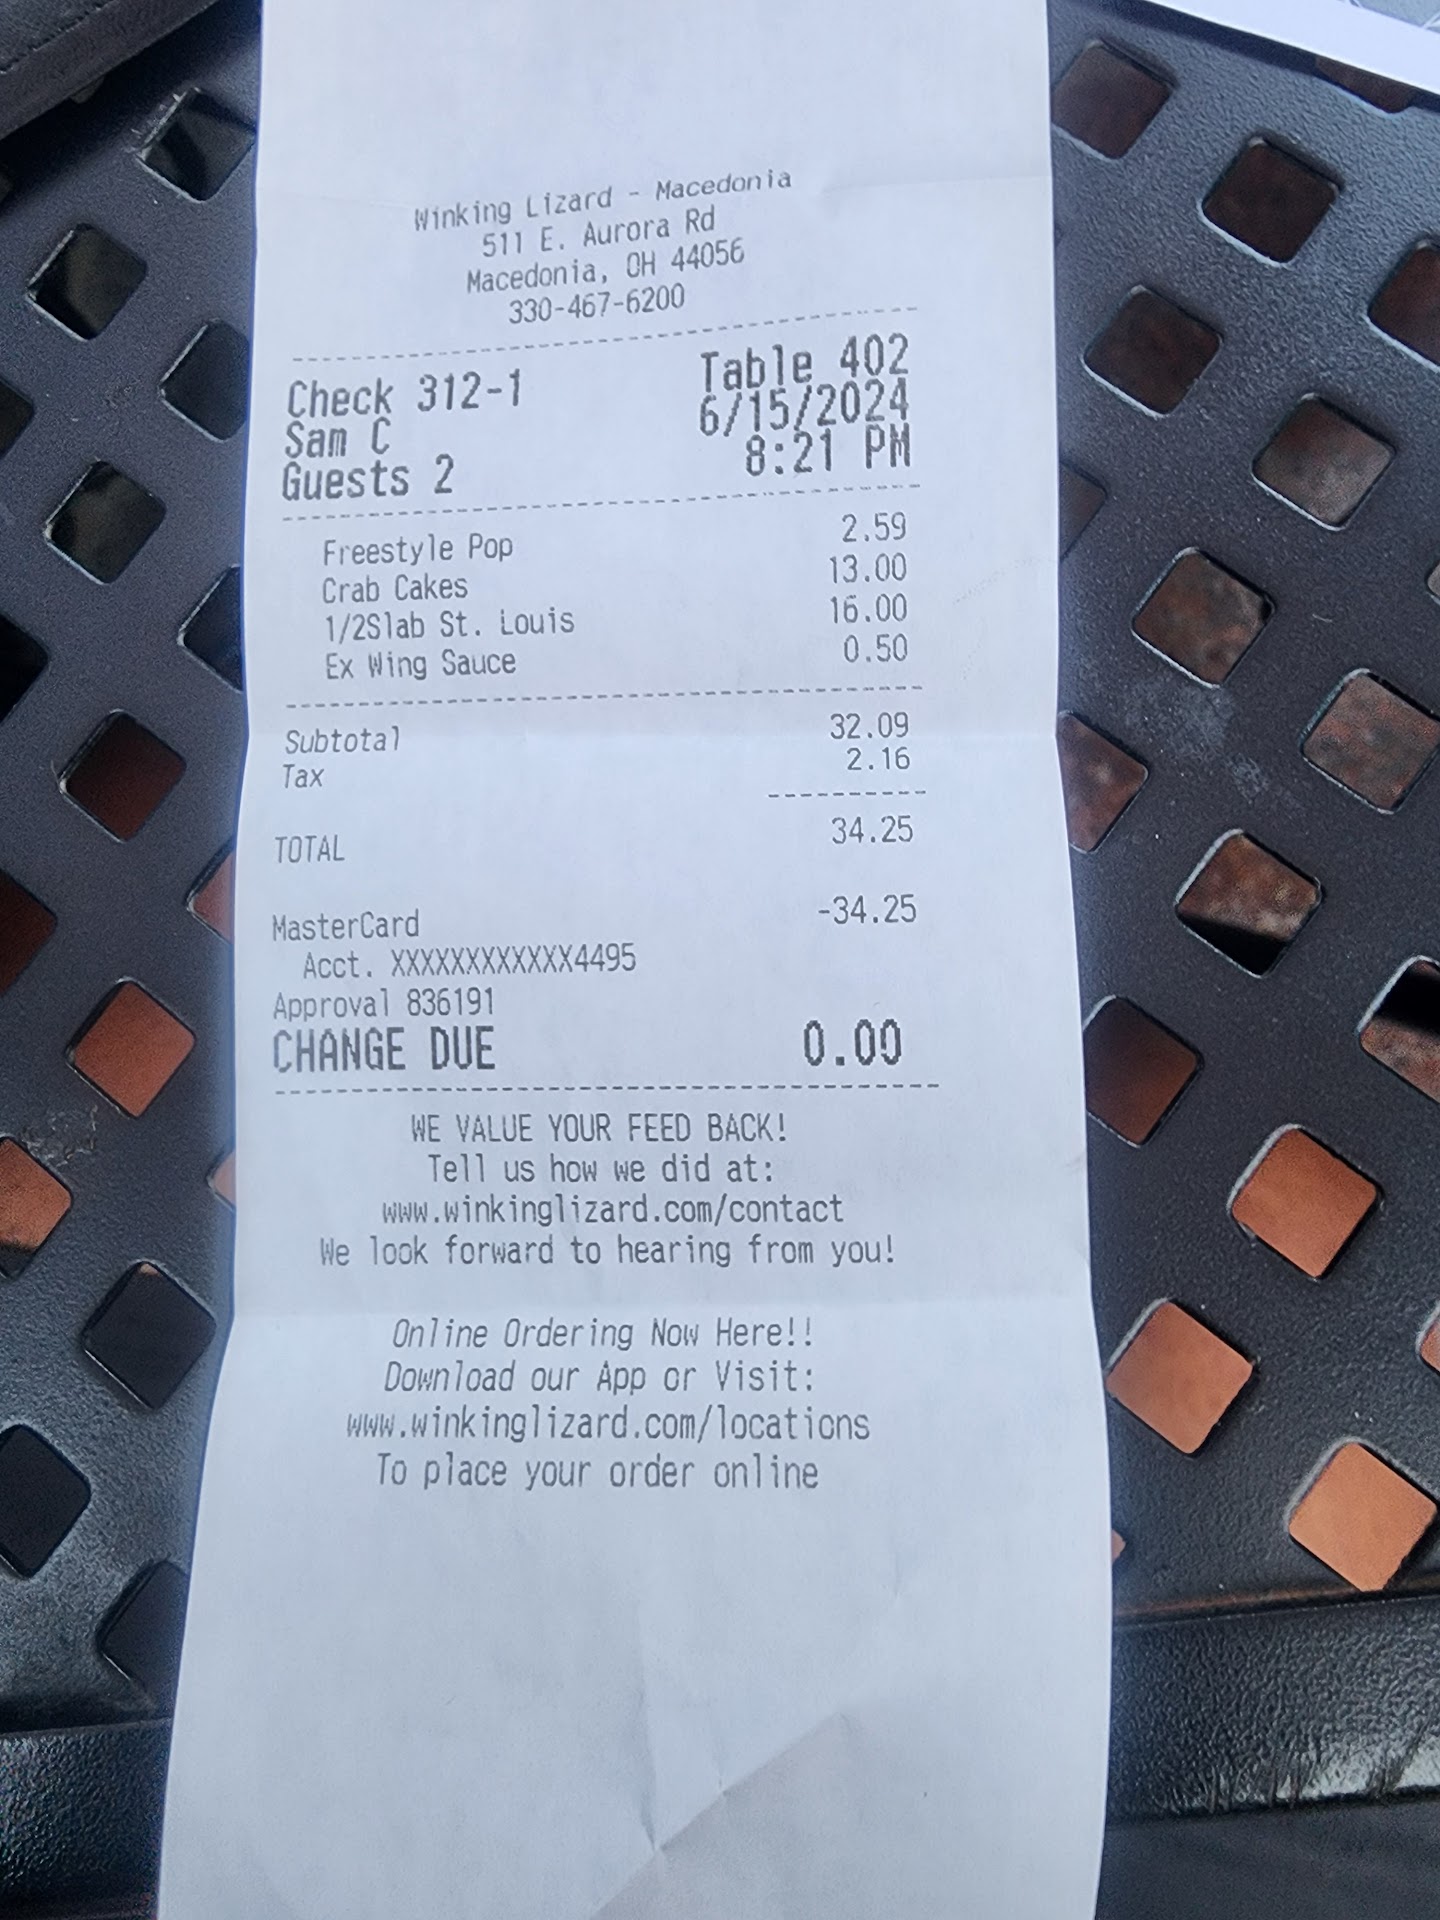 Winking Lizard - Macedonia
511 E. Aurora Rd
Macedonia, OH 44056
330-467-6200
Check 312-1 Table 402
Sam C 6/15/2024
Guests 2 8:21 PM
Freestyle Pop 2.59
Crab Cakes 13.00
1/2Slab St. Louis 16.00
Ex Wing Sauce 0.50
Subtotal 32.09
Tax 2.16
TOTAL 34.25
MasterCard -34.25
Acct. XXXXXXXXXXXX4495
Approval 836191
CHANGE DUE 0.00
WE VALUE YOUR FEED BACK!
Tell us how we did at:
www.winkinglizard.com/contact
We look forward to hearing from you!
Online Ordering Now Here!!
Download our App or Visit:
www.winkinglizard.com/locations
To place your order online